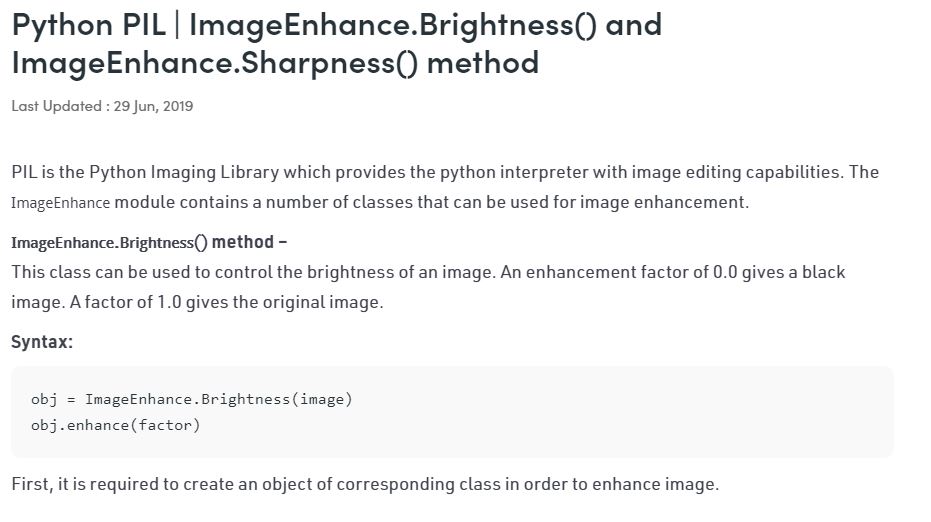 Python PIL | ImageEnhance.Brightness() and
ImageEnhance.Sharpness() method
Last Updated : 29 Jun, 2019
PIL is the Python Imaging Library which provides the python interpreter with image editing capabilities. The
ImageEnhance module contains a number of classes that can be used for image enhancement.
ImageEnhance.Brightness() method –
This class can be used to control the brightness of an image. An enhancement factor of 0.0 gives a black
image. A factor of 1.0 gives the original image.
Syntax:
obj = ImageEnhance.Brightness(image)
obj.enhance(factor)
First, it is required to create an object of corresponding class in order to enhance image.